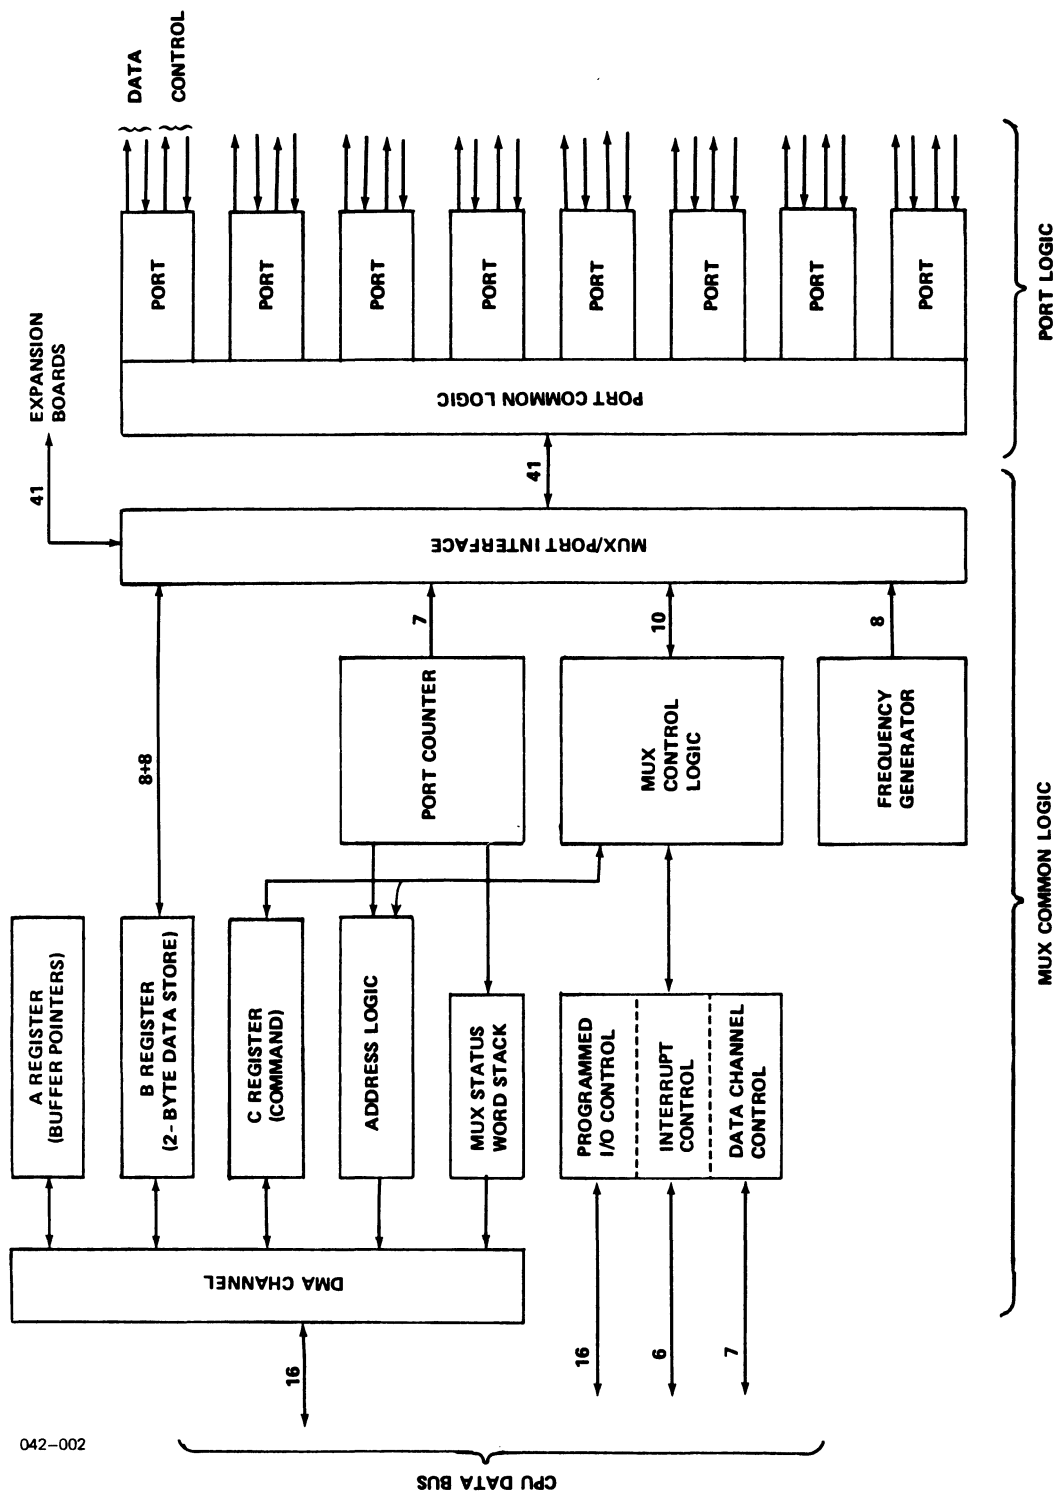 CPU DATA BUS
16
16
6
7
DMA CHANNEL
A REGISTER
(BUFFER POINTERS)
B REGISTER
(2-BYTE DATA STORE)
C REGISTER
(COMMAND)
ADDRESS LOGIC
MUX STATUS
WORD STACK
PROGRAMMED
I/O CONTROL
INTERRUPT
CONTROL
DATA CHANNEL
CONTROL
8+8
PORT COUNTER
MUX
CONTROL
LOGIC
FREQUENCY
GENERATOR
7
10
8
MUX/PORT INTERFACE
41
EXPANSION
BOARDS
41
PORT COMMON LOGIC
PORT
PORT
PORT
PORT
PORT
PORT
PORT
PORT
DATA
CONTROL
MUX COMMON LOGIC
PORT LOGIC
042-002